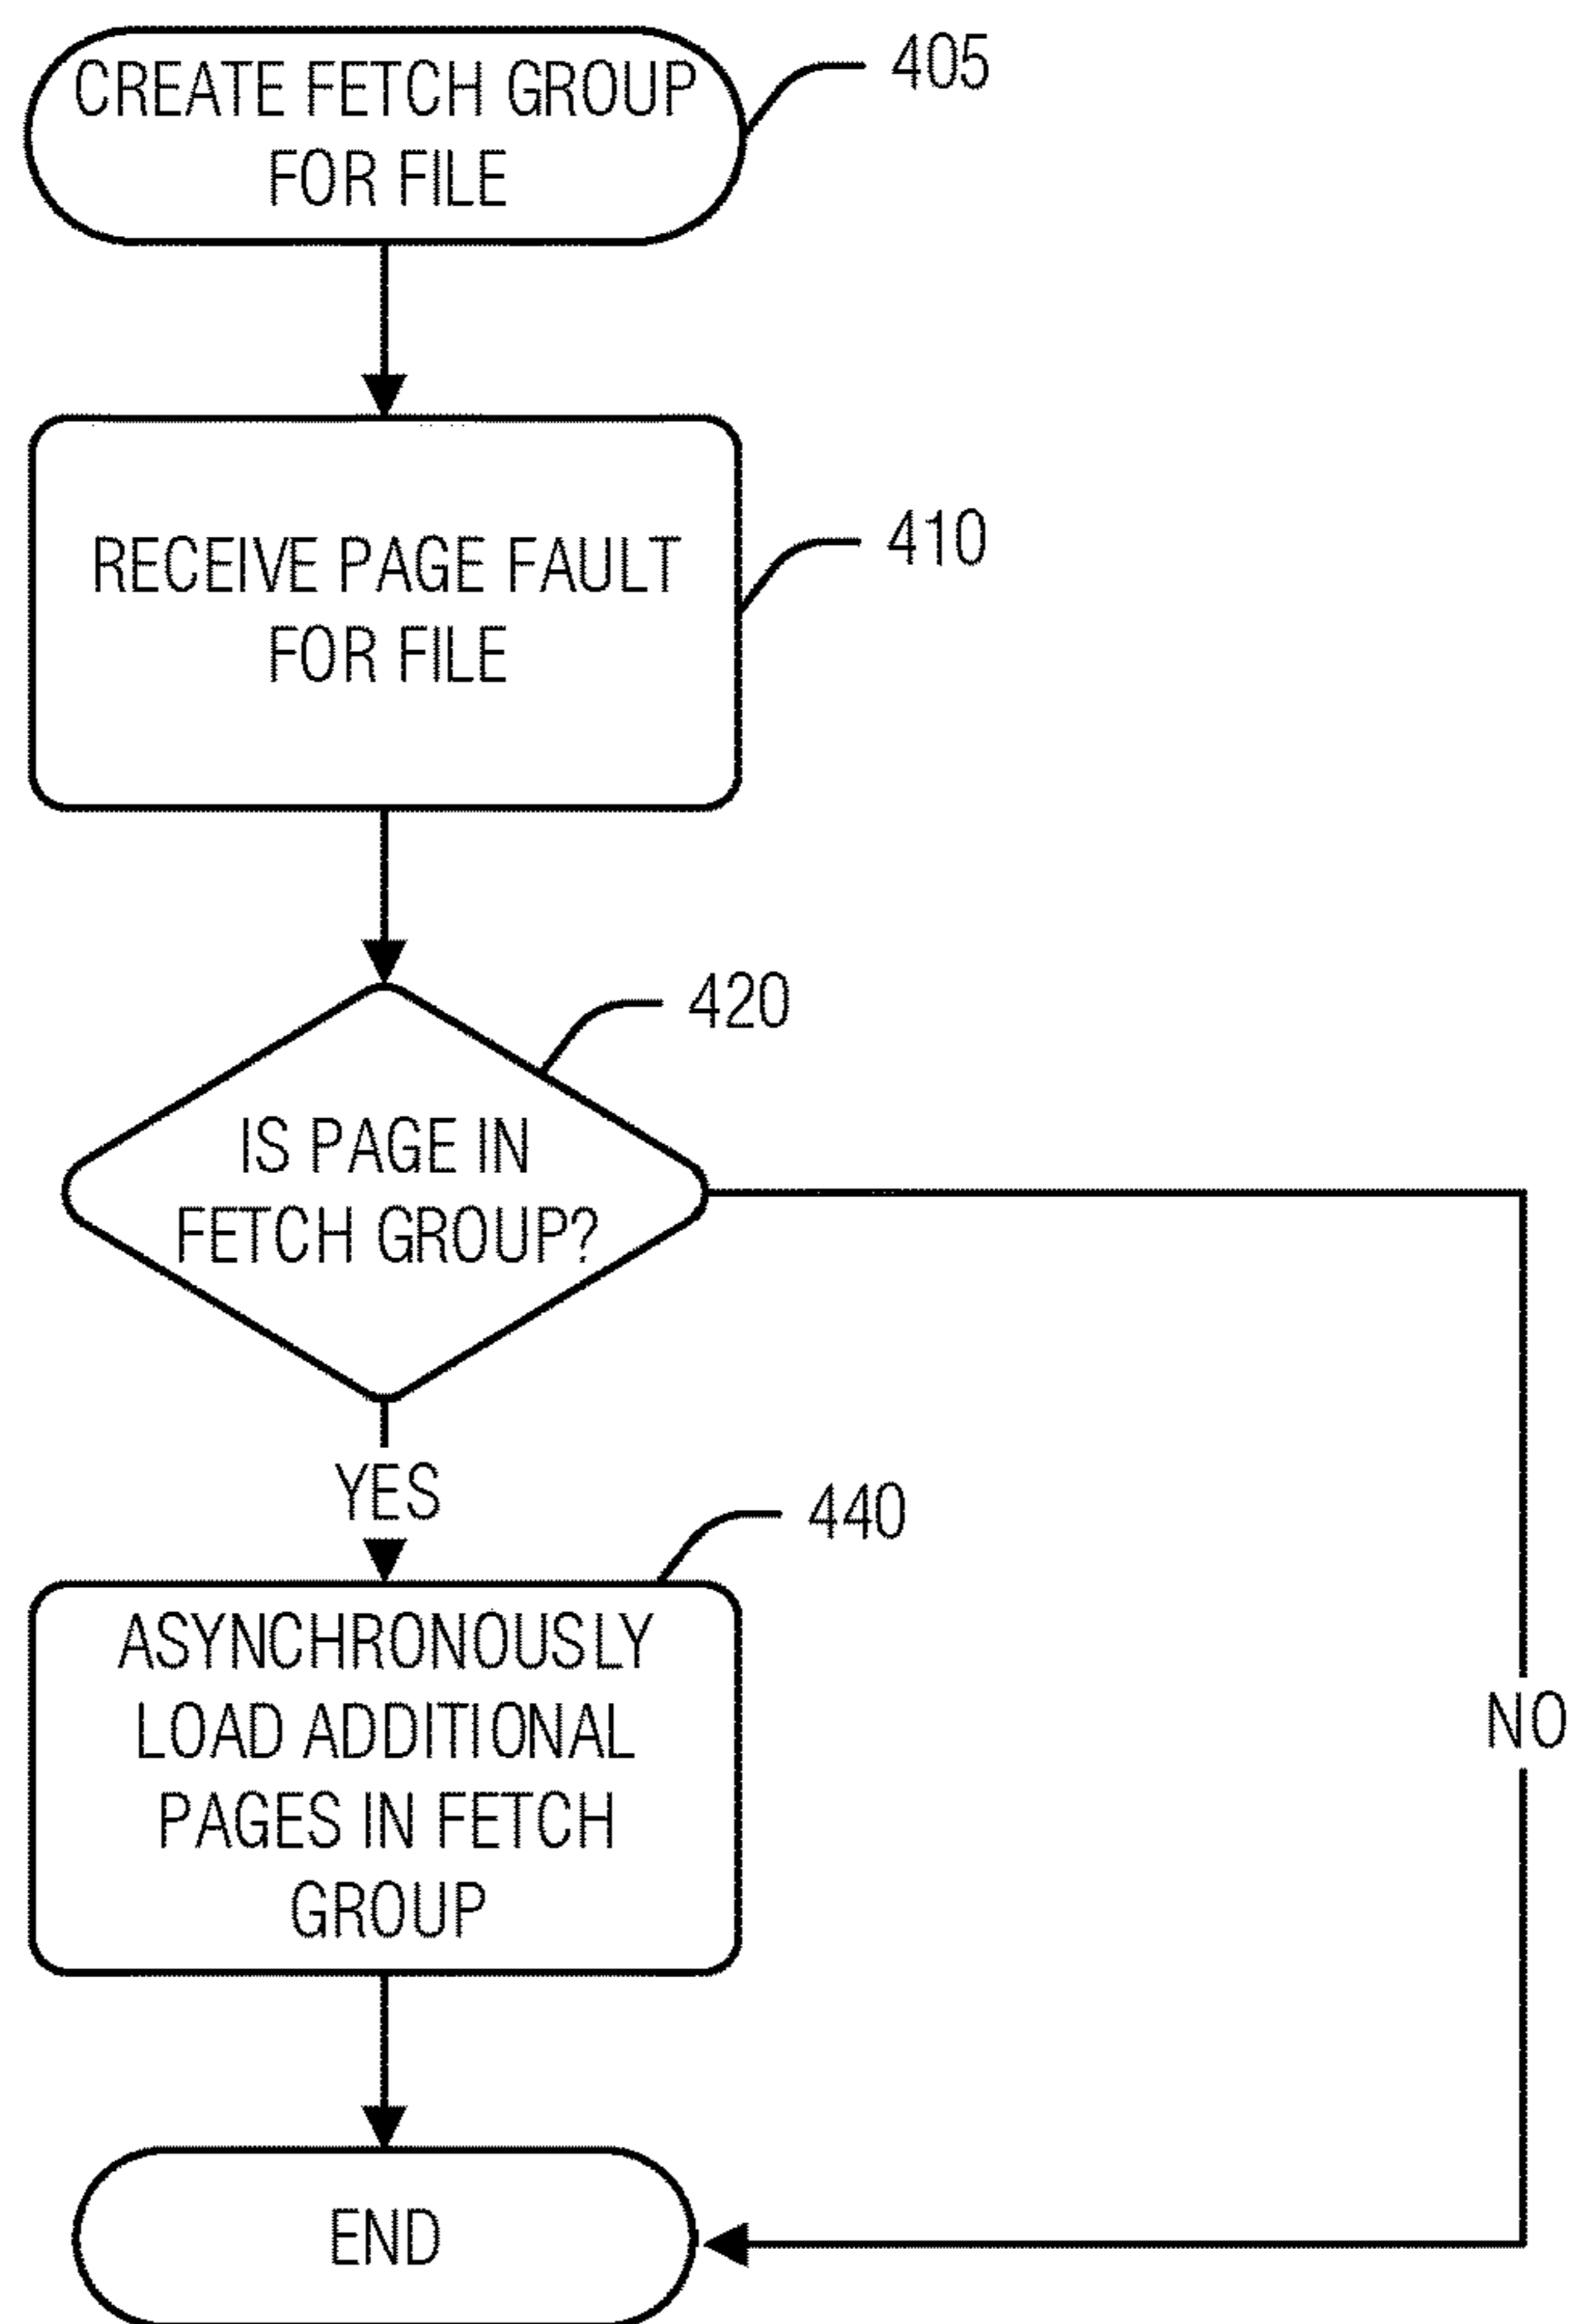 CREATE FETCH GROUP
FOR FILE
405
RECEIVE PAGE FAULT
FOR FILE
410
420
IS PAGE IN
FETCH GROUP?
YES
440
ASYNCHRONOUSLY
LOAD ADDITIONAL
PAGES IN FETCH
GROUP
NO
END